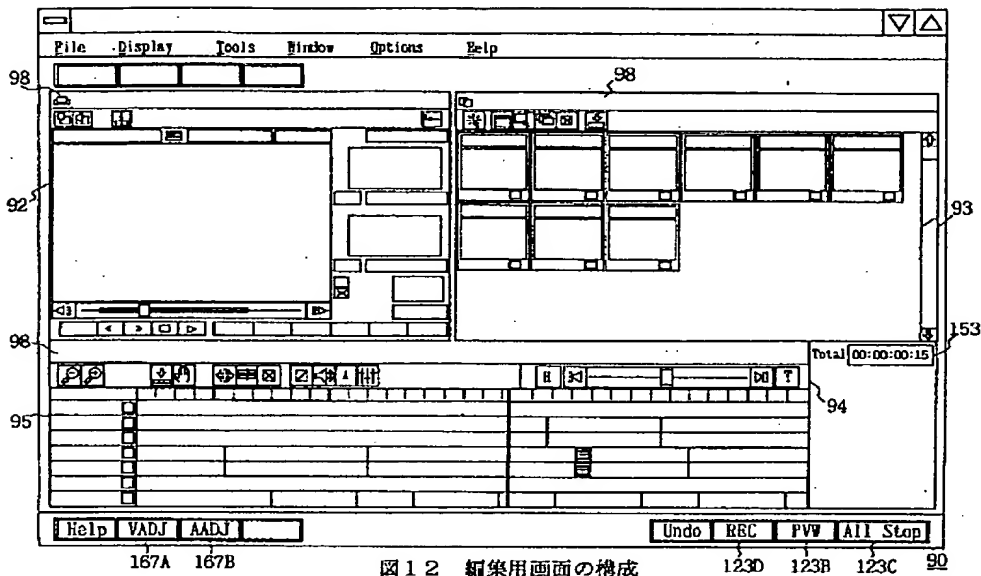 File Display Tools Window Options Help
98
98
92
93
153
98
Total 00:00:00:15
H
T
94
95
Help VADJ AADJ Undo REC PVW All Stop
167A 167B 123D 123B 123C 90
図12 編集用画面の構成